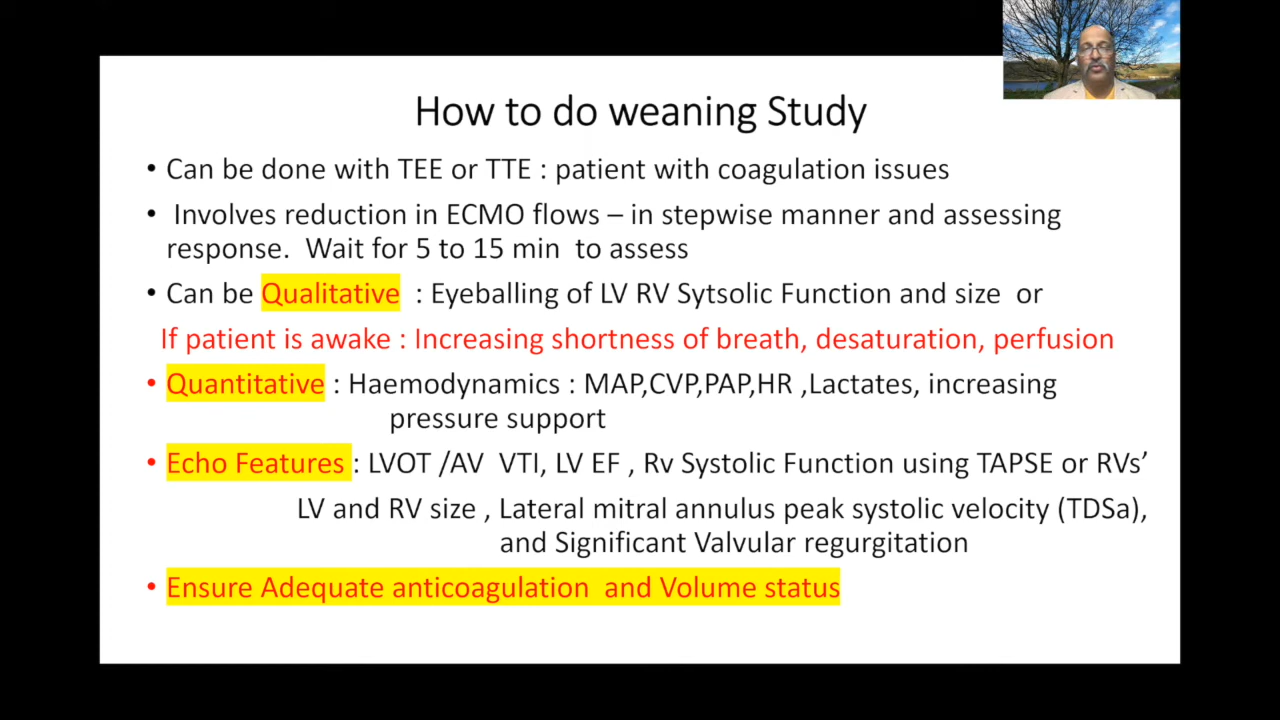 How to do weaning Study
• Can be done with TEE or TTE : patient with coagulation issues
• Involves reduction in ECMO flows – in stepwise manner and assessing
response. Wait for 5 to 15 min to assess
• Can be Qualitative : Eyeballing of LV RV Sytsolic Function and size or
If patient is awake : Increasing shortness of breath, desaturation, perfusion
• Quantitative : Haemodynamics : MAP,CVP,PAP,HR ,Lactates, increasing
pressure support
• Echo Features : LVOT /AV VTI, LV EF , Rv Systolic Function using TAPSE or RVs’
LV and RV size , Lateral mitral annulus peak systolic velocity (TDSa),
and Significant Valvular regurgitation
• Ensure Adequate anticoagulation and Volume status